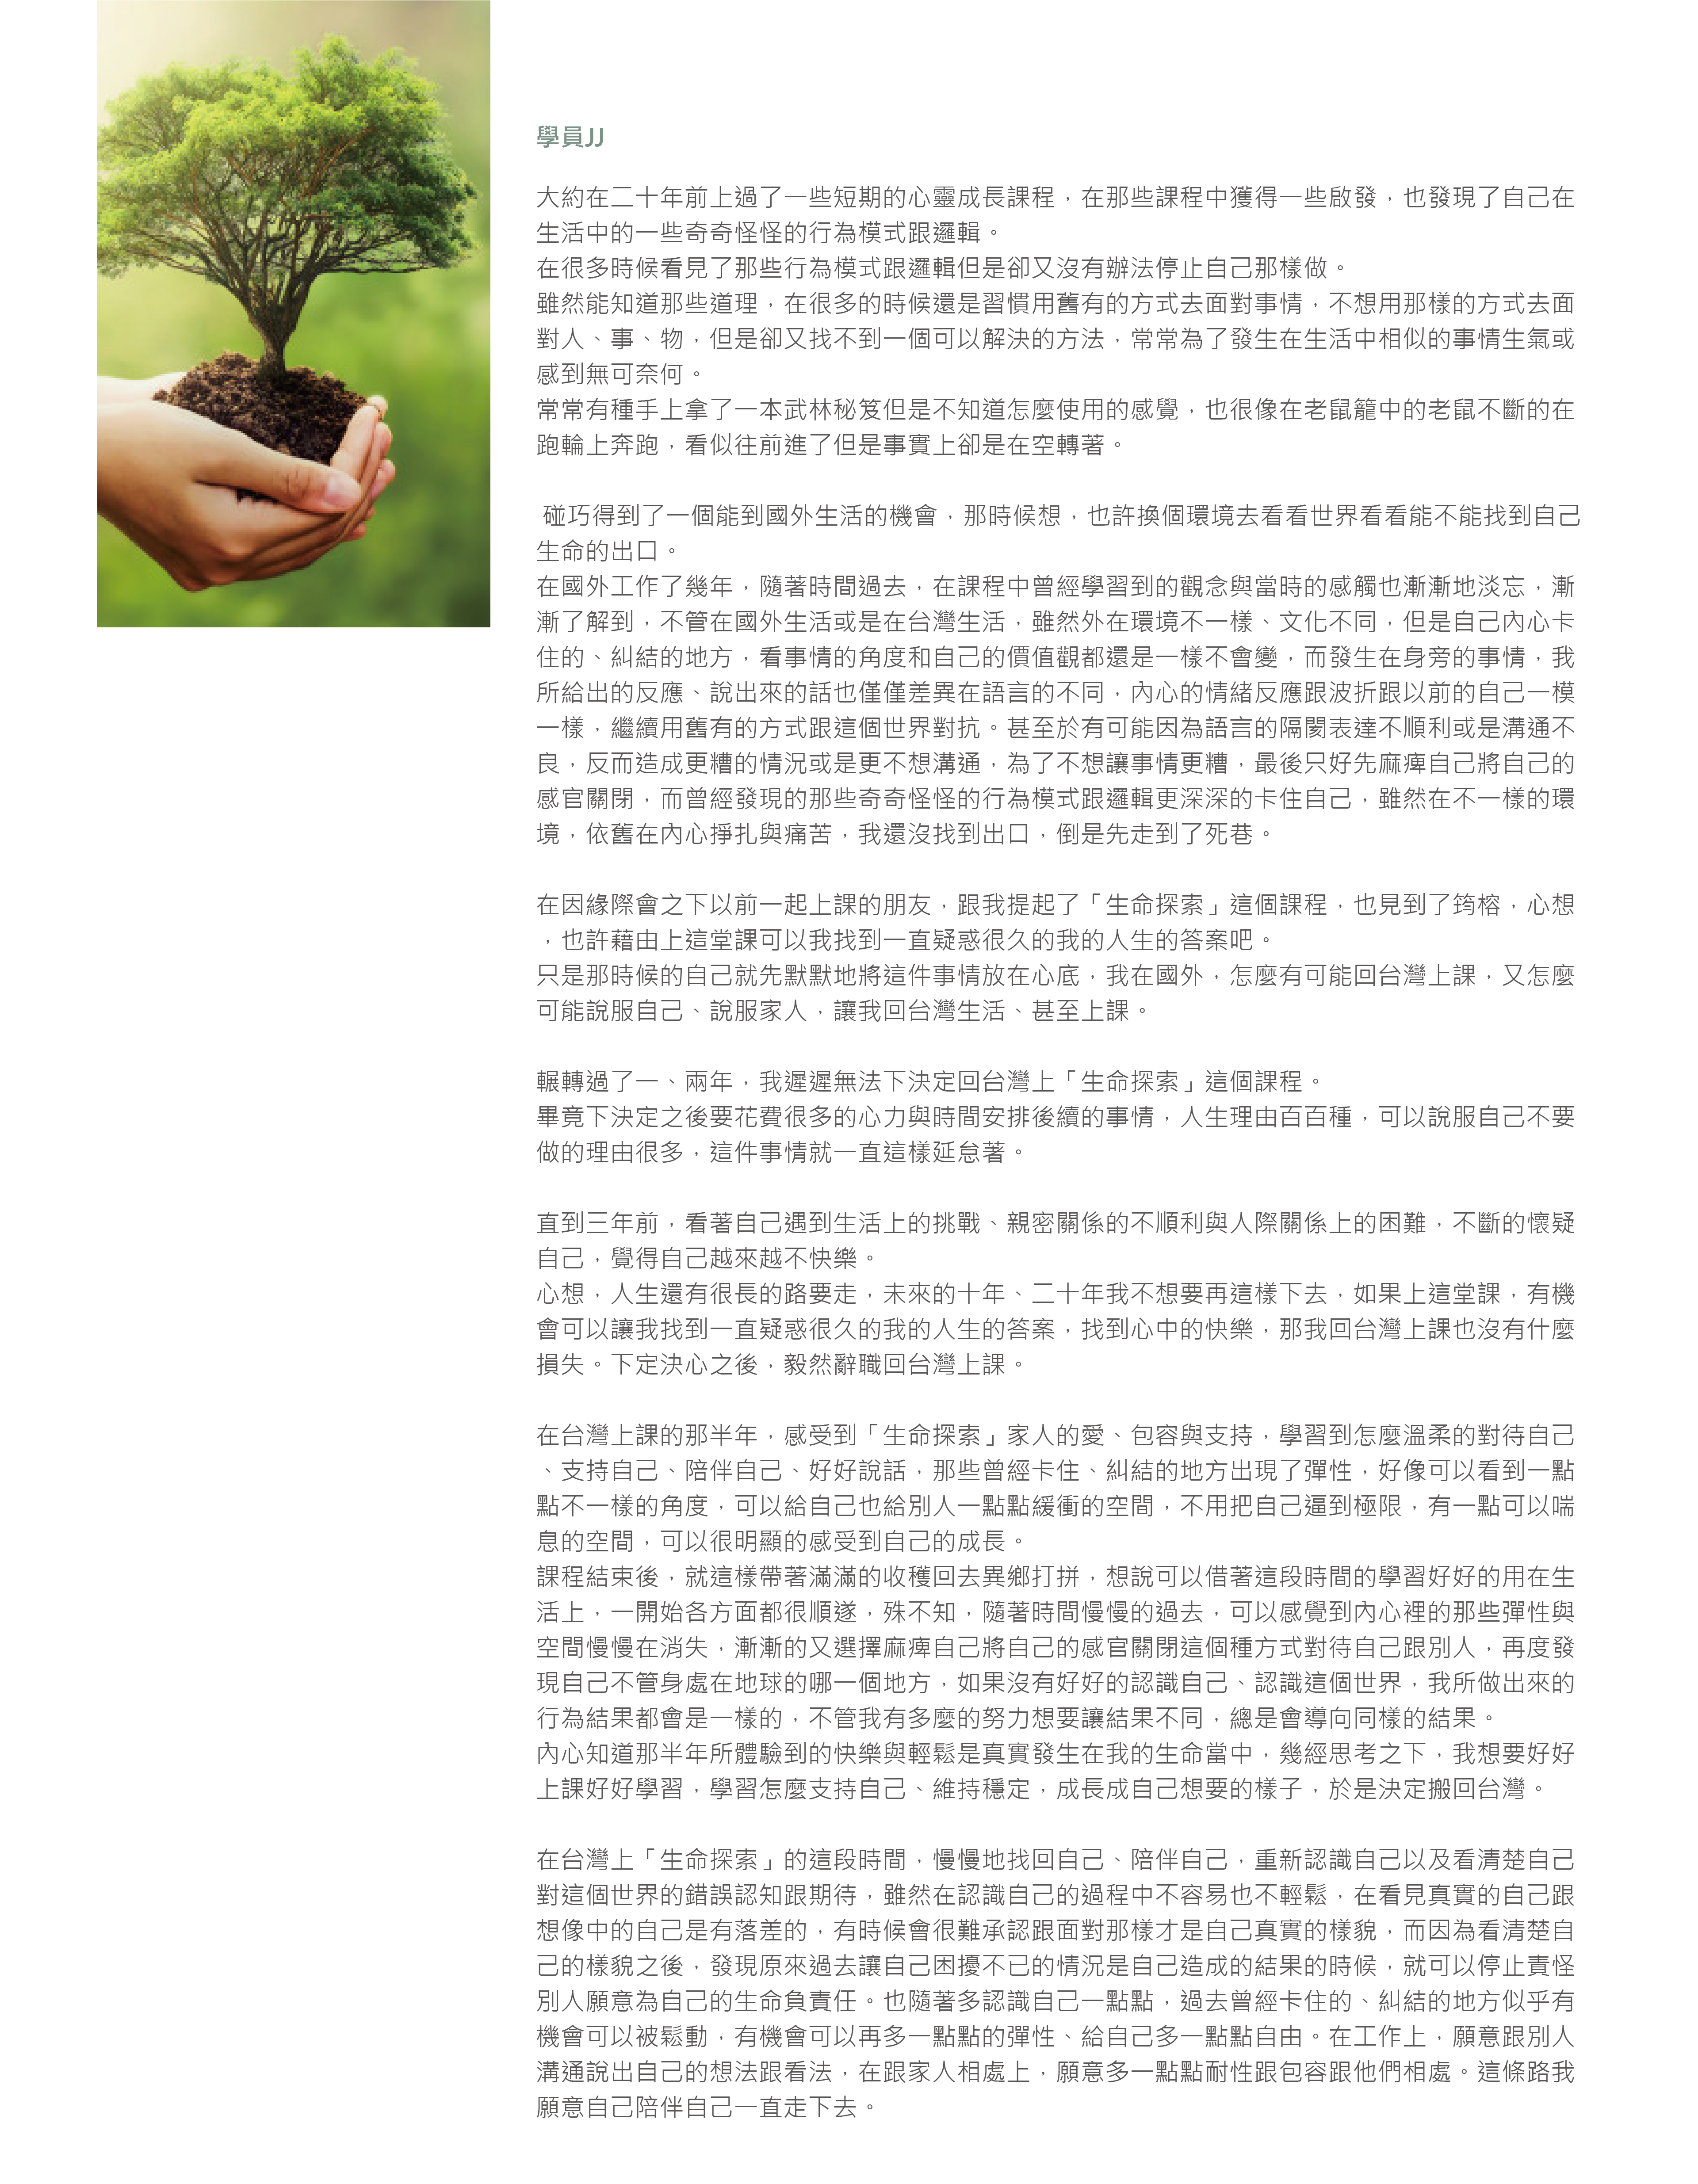 學員JJ
大約在二十年前上過了一些短期的心靈成長課程，在那些課程中獲得一些啟發，也發現了自己在
生活中的一些奇奇怪怪的行為模式跟邏輯。
在很多時候看見了那些行為模式跟邏輯但是卻又沒有辦法停止自己那樣做。
雖然能知道那些道理，在很多的時候還是習慣用舊有的方式去面對事情，不想用那樣的方式去面
對人、事、物，但是卻又找不到一個可以解決的方法，常常為了發生在生活中相似的事情生氣或
感到無可奈何。
常常有種手上拿了一本武林秘笈但是不知道怎麼使用的感覺，也很像在老鼠籠中的老鼠不斷的在
跑輪上奔跑，看似往前進了但是事實上卻是在空轉著。
碰巧得到了一個能到國外生活的機會，那時候想，也許換個環境去看看世界看看能不能找到自己
生命的出口。
在國外工作了幾年，隨著時間過去，在課程中曾經學習到的觀念與當時的感觸也漸漸地淡忘，漸
漸了解到，不管在國外生活或是在台灣生活，雖然外在環境不一樣、文化不同，但是自己內心卡
住的、糾結的地方，看事情的角度和自己的價值觀都還是一樣不會變，而發生在身旁的事情，我
所給出的反應、說出來的話也僅僅差異在語言的不同，內心的情緒反應跟波折跟以前的自己一模
一樣，繼續用舊有的方式跟這個世界對抗。甚至於有可能因為語言的隔閡表達不順利或是溝通不
良，反而造成更糟的情況或是更不想溝通，為了不想讓事情更糟，最後只好先麻痺自己將自己的
感官關閉，而曾經發現的那些奇奇怪怪的行為模式跟邏輯更深深的卡住自己，雖然在不一樣的環
境，依舊在內心掙扎與痛苦，我還沒找到出口，倒是先走到了死巷。
在因緣際會之下以前一起上課的朋友，跟我提起了「生命探索」這個課程，也見到了筠榕，心想
，也許藉由上這堂課可以我找到一直疑惑很久的我的人生的答案吧。
只是那時候的自己就先默默地將這件事情放在心底，我在國外，怎麼有可能回台灣上課，又怎麼
可能說服自己、說服家人，讓我回台灣生活、甚至上課。
輾轉過了一、兩年，我遲遲無法下決定回台灣上「生命探索」這個課程。
畢竟下決定之後要花費很多的心力與時間安排後續的事情，人生理由百百種，可以說服自己不要
做的理由很多，這件事情就一直這樣延怠著。
直到三年前，看著自己遇到生活上的挑戰、親密關係的不順利與人際關係上的困難，不斷的懷疑
自己，覺得自己越來越不快樂。
心想，人生還有很長的路要走，未來的十年、二十年我不想要再這樣下去，如果上這堂課，有機
會可以讓我找到一直疑惑很久的我的人生的答案，找到心中的快樂，那我回台灣上課也沒有什麼
損失。下定決心之後，毅然辭職回台灣上課。
在台灣上課的那半年，感受到「生命探索」家人的愛、包容與支持，學習到怎麼溫柔的對待自己
、支持自己、陪伴自己、好好說話，那些曾經卡住、糾結的地方出現了彈性，好像可以看到一點
點不一樣的角度，可以給自己也給別人一點點緩衝的空間，不用把自己逼到極限，有一點可以喘
息的空間，可以很明顯的感受到自己的成長。
課程結束後，就這樣帶著滿滿的收穫回去異鄉打拼，想說可以借著這段時間的學習好好的用在生
活上，一開始各方面都很順遂，殊不知，隨著時間慢慢的過去，可以感覺到內心裡的那些彈性與
空間慢慢在消失，漸漸的又選擇麻痺自己將自己的感官關閉這個種方式對待自己跟別人，再度發
現自己不管身處在地球的哪一個地方，如果沒有好好的認識自己、認識這個世界，我所做出來的
行為結果都會是一樣的，不管我有多麼的努力想要讓結果不同，總是會導向同樣的結果。
內心知道那半年所體驗到的快樂與輕鬆是真實發生在我的生命當中，幾經思考之下，我想要好好
上課好好學習，學習怎麼支持自己、維持穩定，成長成自己想要的樣子，於是決定搬回台灣。
在台灣上「生命探索」的這段時間，慢慢地找回自己、陪伴自己，重新認識自己以及看清楚自己
對這個世界的錯誤認知跟期待，雖然在認識自己的過程中不容易也不輕鬆，在看見真實的自己跟
想像中的自己是有落差的，有時候會很難承認跟面對那樣才是自己真實的樣貌，而因為看清楚自
己的樣貌之後，發現原來過去讓自己困擾不已的情況是自己造成的結果的時候，就可以停止責怪
別人願意為自己的生命負責任。也隨著多認識自己一點點，過去曾經卡住的、糾結的地方似乎有
機會可以被鬆動，有機會可以再多一點點的彈性、給自己多一點點自由。在工作上，願意跟別人
溝通說出自己的想法跟看法，在跟家人相處上，願意多一點點耐性跟包容跟他們相處。這條路我
願意自己陪伴自己一直走下去。